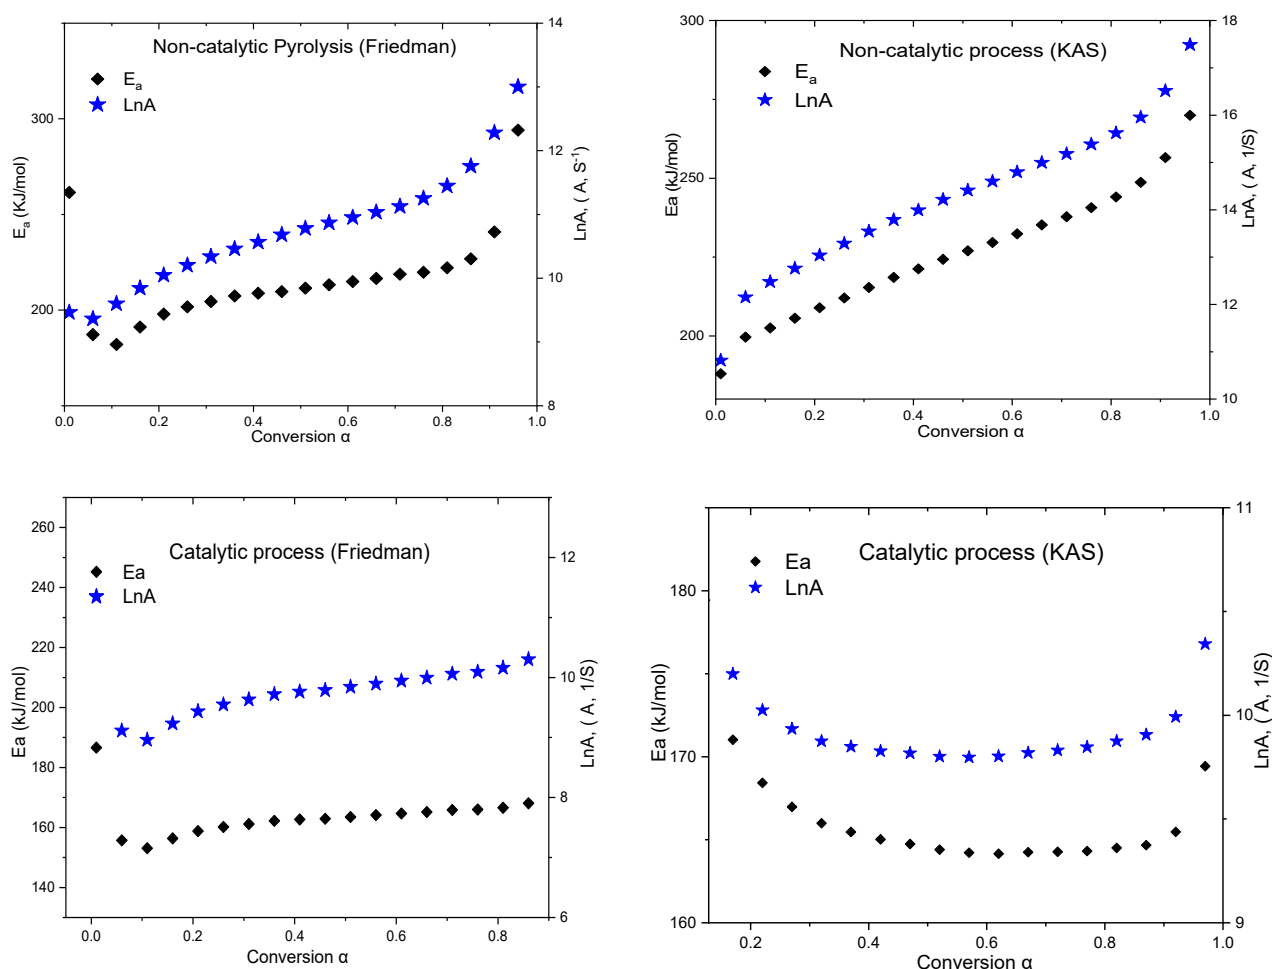 Non-catalytic Pyrolysis (Friedman)
Ea
LnA
300
200
Ea (KJ/mol)
14
12
10
8
LnA, ( A, S-1)
0.0 0.2 0.4 0.6 0.8 1.0
Conversion α
Non-catalytic process (KAS)
Ea
LnA
300
250
200
Ea (kJ/mol)
18
16
14
12
10
LnA, ( A, 1/S)
0.0 0.2 0.4 0.6 0.8 1.0
Conversion α
Catalytic process (Friedman)
Ea
LnA
260
240
220
200
180
160
140
Ea (kJ/mol)
12
10
8
6
LnA, ( A, 1/S)
0.0 0.2 0.4 0.6 0.8
Conversion α
Catalytic process (KAS)
Ea
LnA
180
170
160
Ea (kJ/mol)
11
10
9
LnA, ( A, 1/S)
0.2 0.4 0.6 0.8 1.0
Conversion α